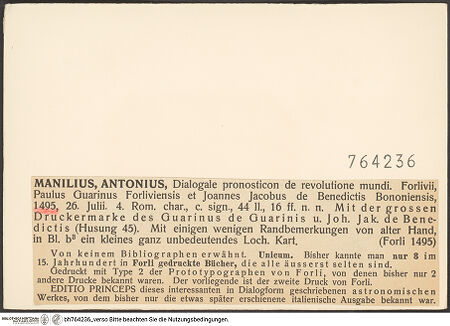 764236
MANILIUS, ANTONIUS, Dialogale pronosticon de revolutione mundi. Forlivii,
Paulus Guarinus Forliviensis et Joannes Jacobus de Benedictis Bononiensis,
1495, 26. Julii. 4. Rom. char., c. sign., 44 ll., 16 ff. n. n. Mit der grossen
Druckermarke des Guarinus de Guarinis u. Joh. Jak. de Bene-
dictis (Husung 45). Mit einigen wenigen Randbemerkungen von alter Hand,
in Bl. b⁸ ein kleines ganz unbedeutendes Loch. Kart. (Forli 1495)
Von keinem Bibliographen erwähnt. Unicum. Bisher kannte man nur 8 im
15. Jahrhundert in Forli gedruckte Bücher, die alle äusserst selten sind.
Gedruckt mit Type 2 der Prototypographen von Forli, von denen bisher nur 2
andere Drucke bekannt waren. Der vorliegende ist der zweite Druck von Forli.
EDITIO PRINCEPS dieses interessanten in Dialogform geschriebenen astronomischen
Werkes, von dem bisher nur die etwas später erschienene italienische Ausgabe bekannt war.
bh764236_verso Bitte beachten Sie die Nutzungsbedingungen.